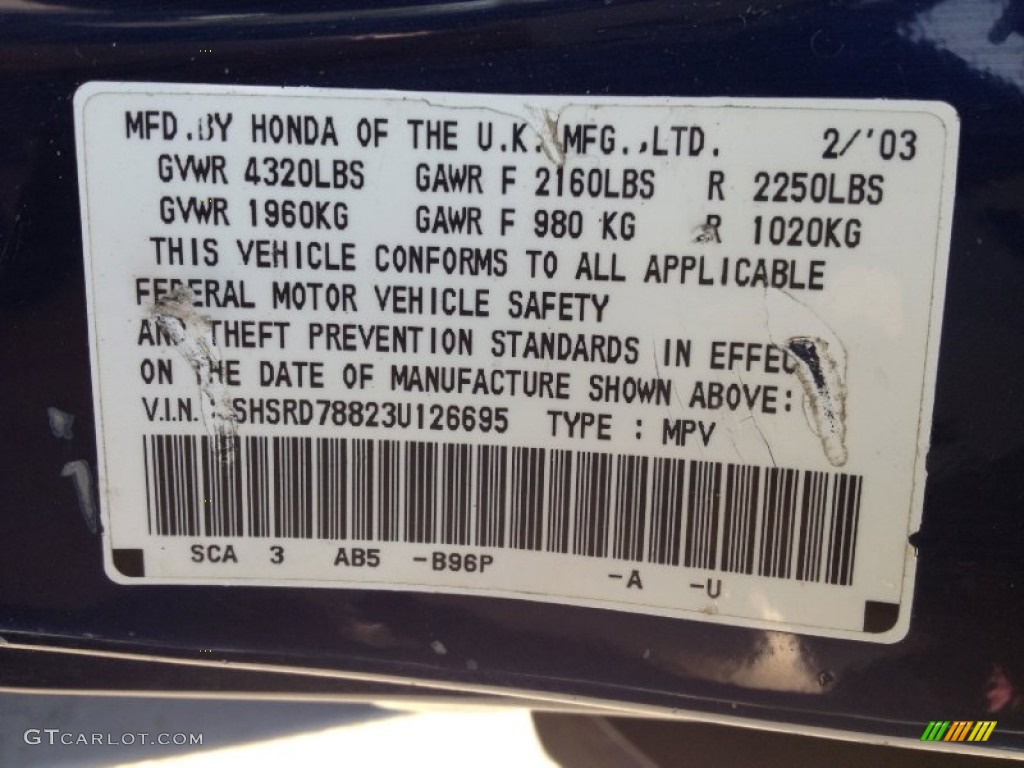 MFD.BY HONDA OF THE U.K. MFG.,LTD. 2/'03
GVWR 4320LBS GAWR F 2160LBS R 2250LBS
GVWR 1960KG GAWR F 980 KG R 1020KG
THIS VEHICLE CONFORMS TO ALL APPLICABLE
FEDERAL MOTOR VEHICLE SAFETY
AND THEFT PREVENTION STANDARDS IN EFFECT
ON THE DATE OF MANUFACTURE SHOWN ABOVE:
V.I.N.: SHSRD78823U126695 TYPE : MPV
SCA 3 AB5 -B96P -A -U
GTCARLOT.COM